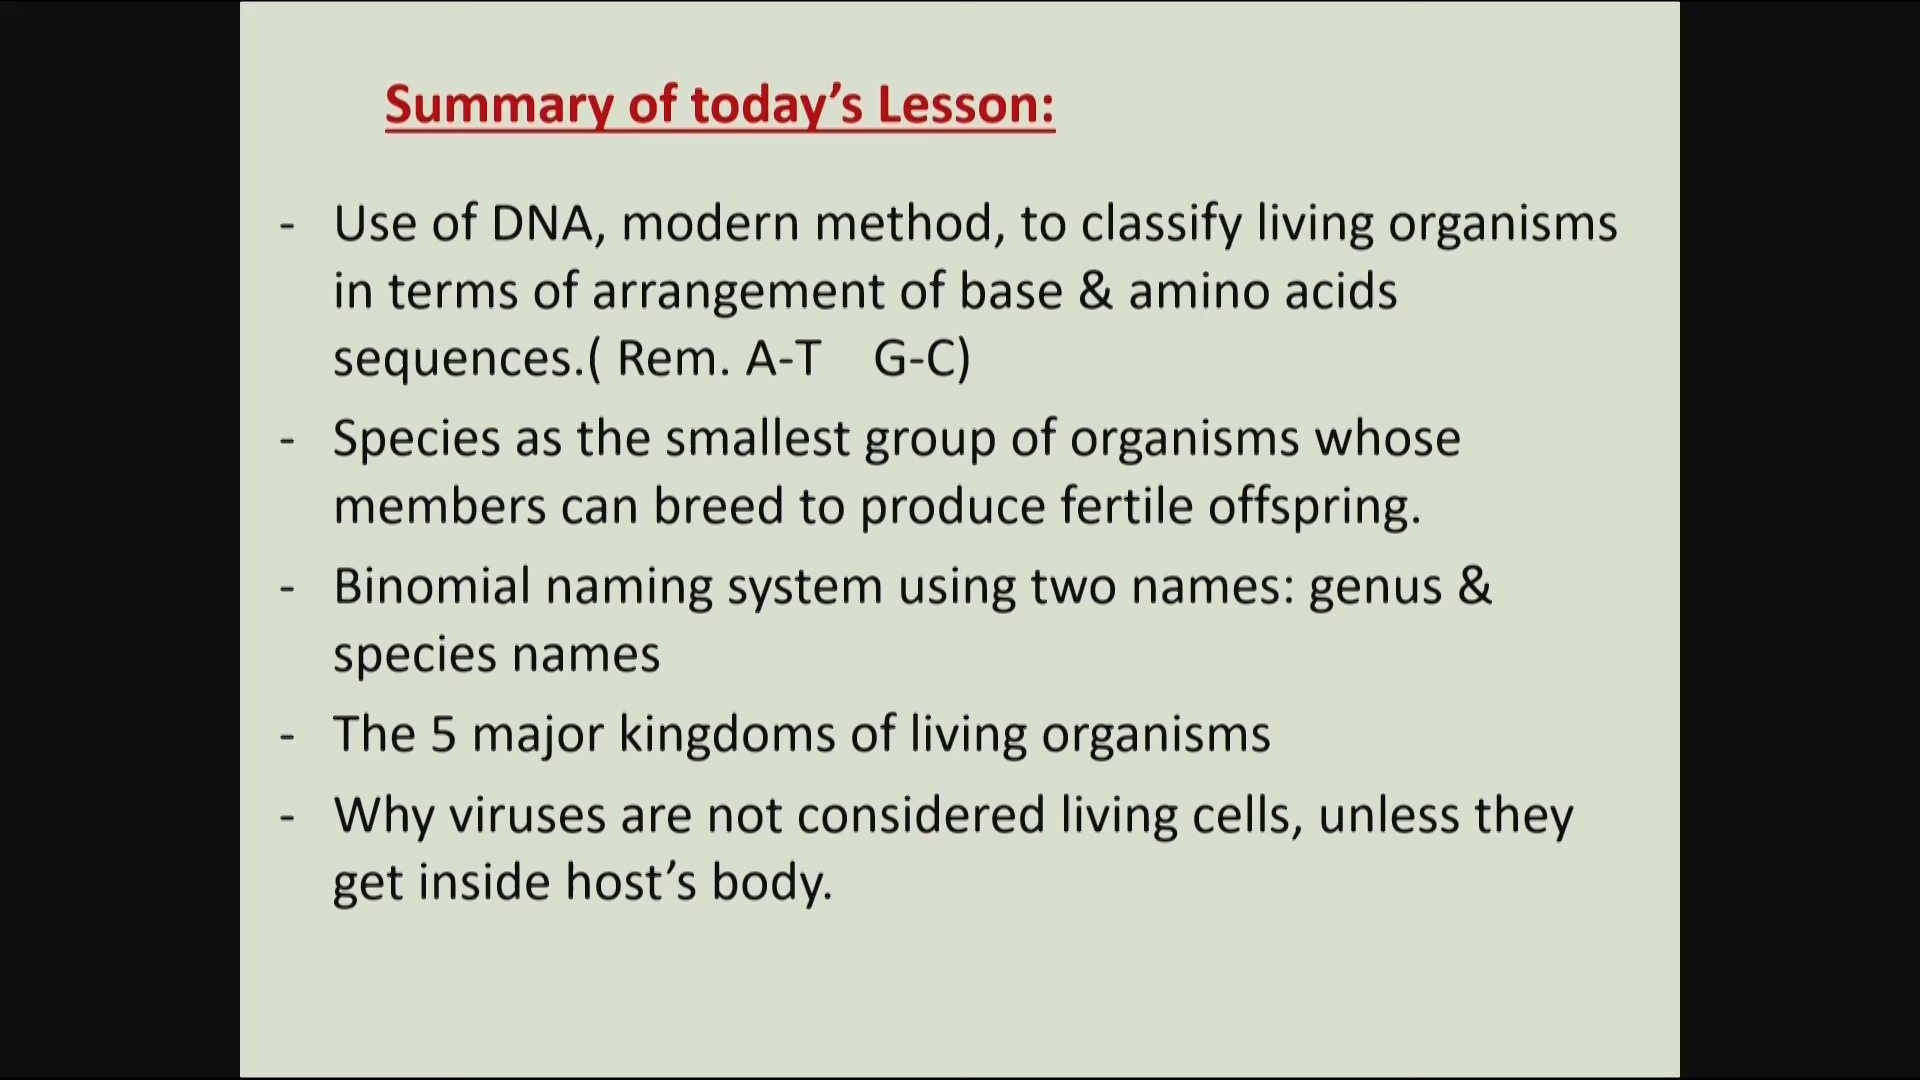 Summary of today’s Lesson:
- Use of DNA, modern method, to classify living organisms
in terms of arrangement of base & amino acids
sequences.( Rem. A-T G-C)
- Species as the smallest group of organisms whose
members can breed to produce fertile offspring.
- Binomial naming system using two names: genus &
species names
- The 5 major kingdoms of living organisms
- Why viruses are not considered living cells, unless they
get inside host’s body.